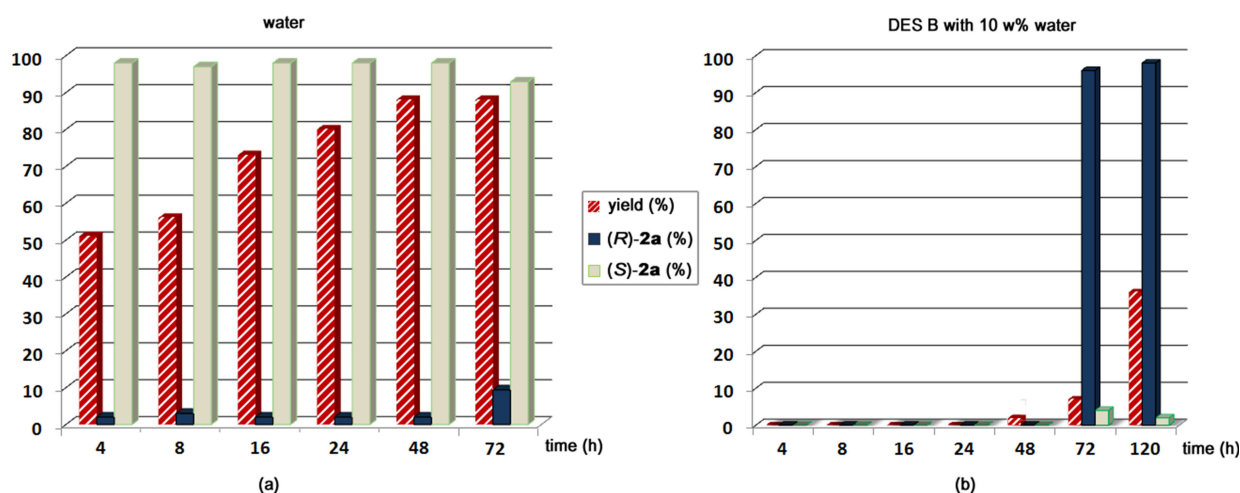 water
100
90
80
70
60
50
40
30
20
10
0
4 8 16 24 48 72 time (h)
(a)
yield (%)
(R)-2a (%)
(S)-2a (%)
DES B with 10 w% water
100
90
80
70
60
50
40
30
20
10
0
4 8 16 24 48 72 120 time (h)
(b)